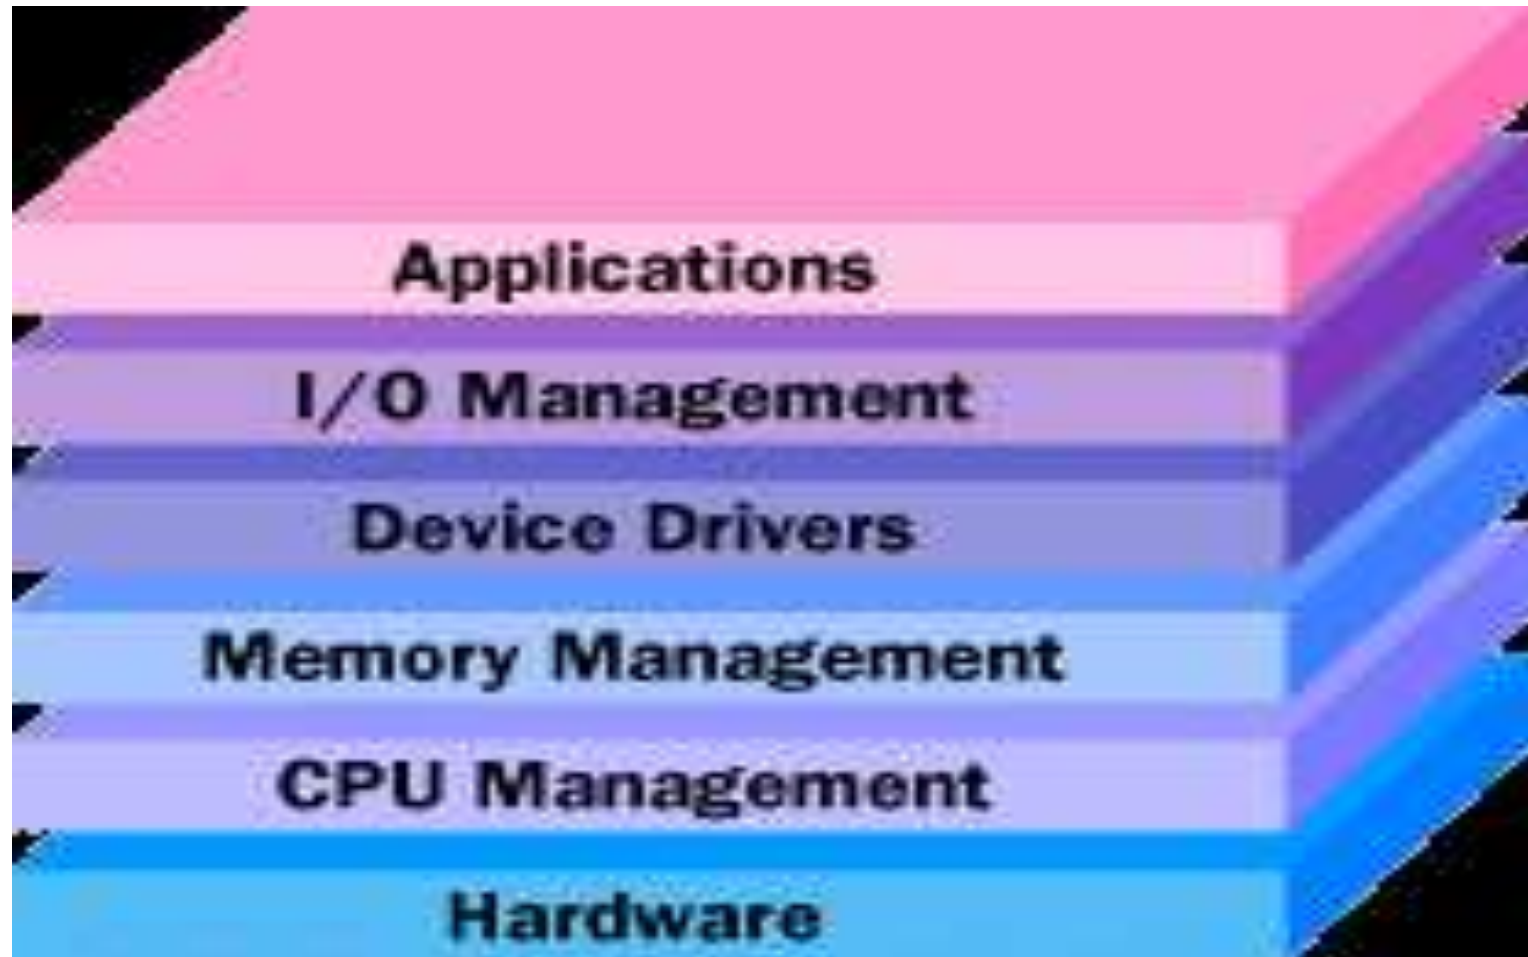 Applications
I/O Management
Device Drivers
Memory Management
CPU Management
Hardware